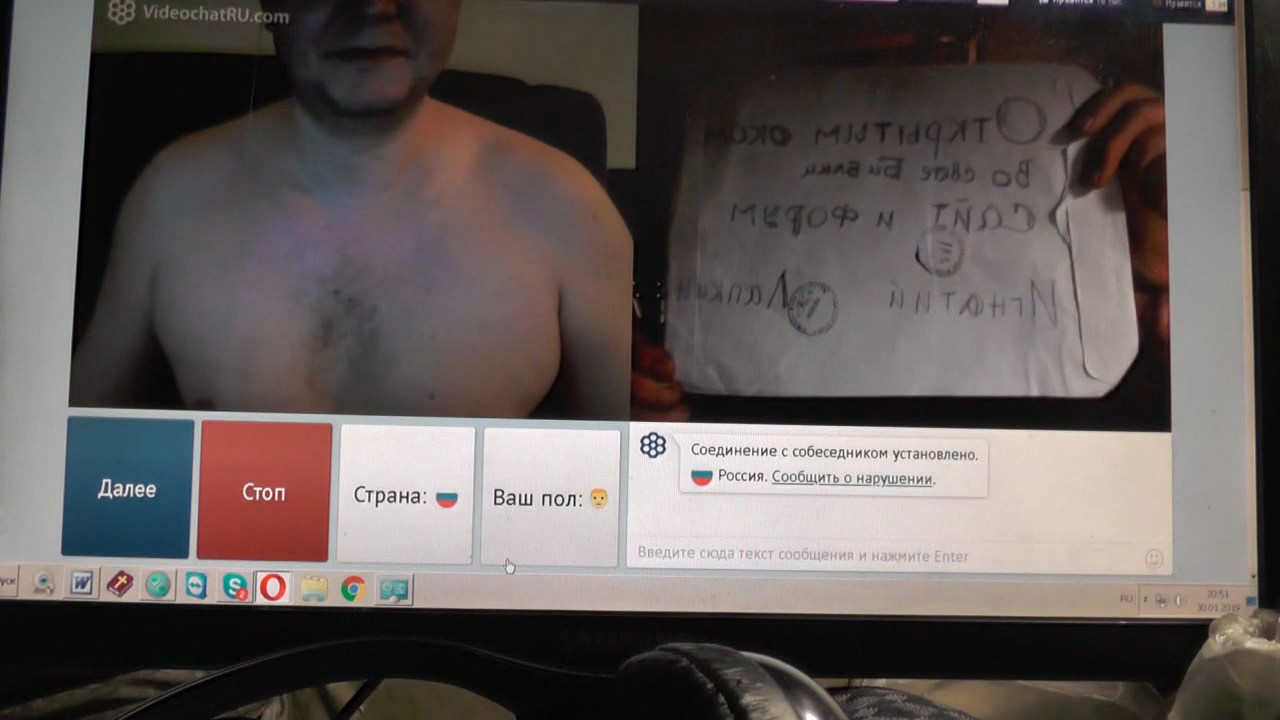 VideochatRU.com
Открытым оком
Во свете Библии
Сайт и форум
Игнатий Лапкин
Далее
Стоп
Страна:
Ваш пол:
Соединение с собеседником установлено.
Россия. Сообщить о нарушении.
Введите сюда текст сообщения и нажмите Enter
RU
20:51
30.01.2019